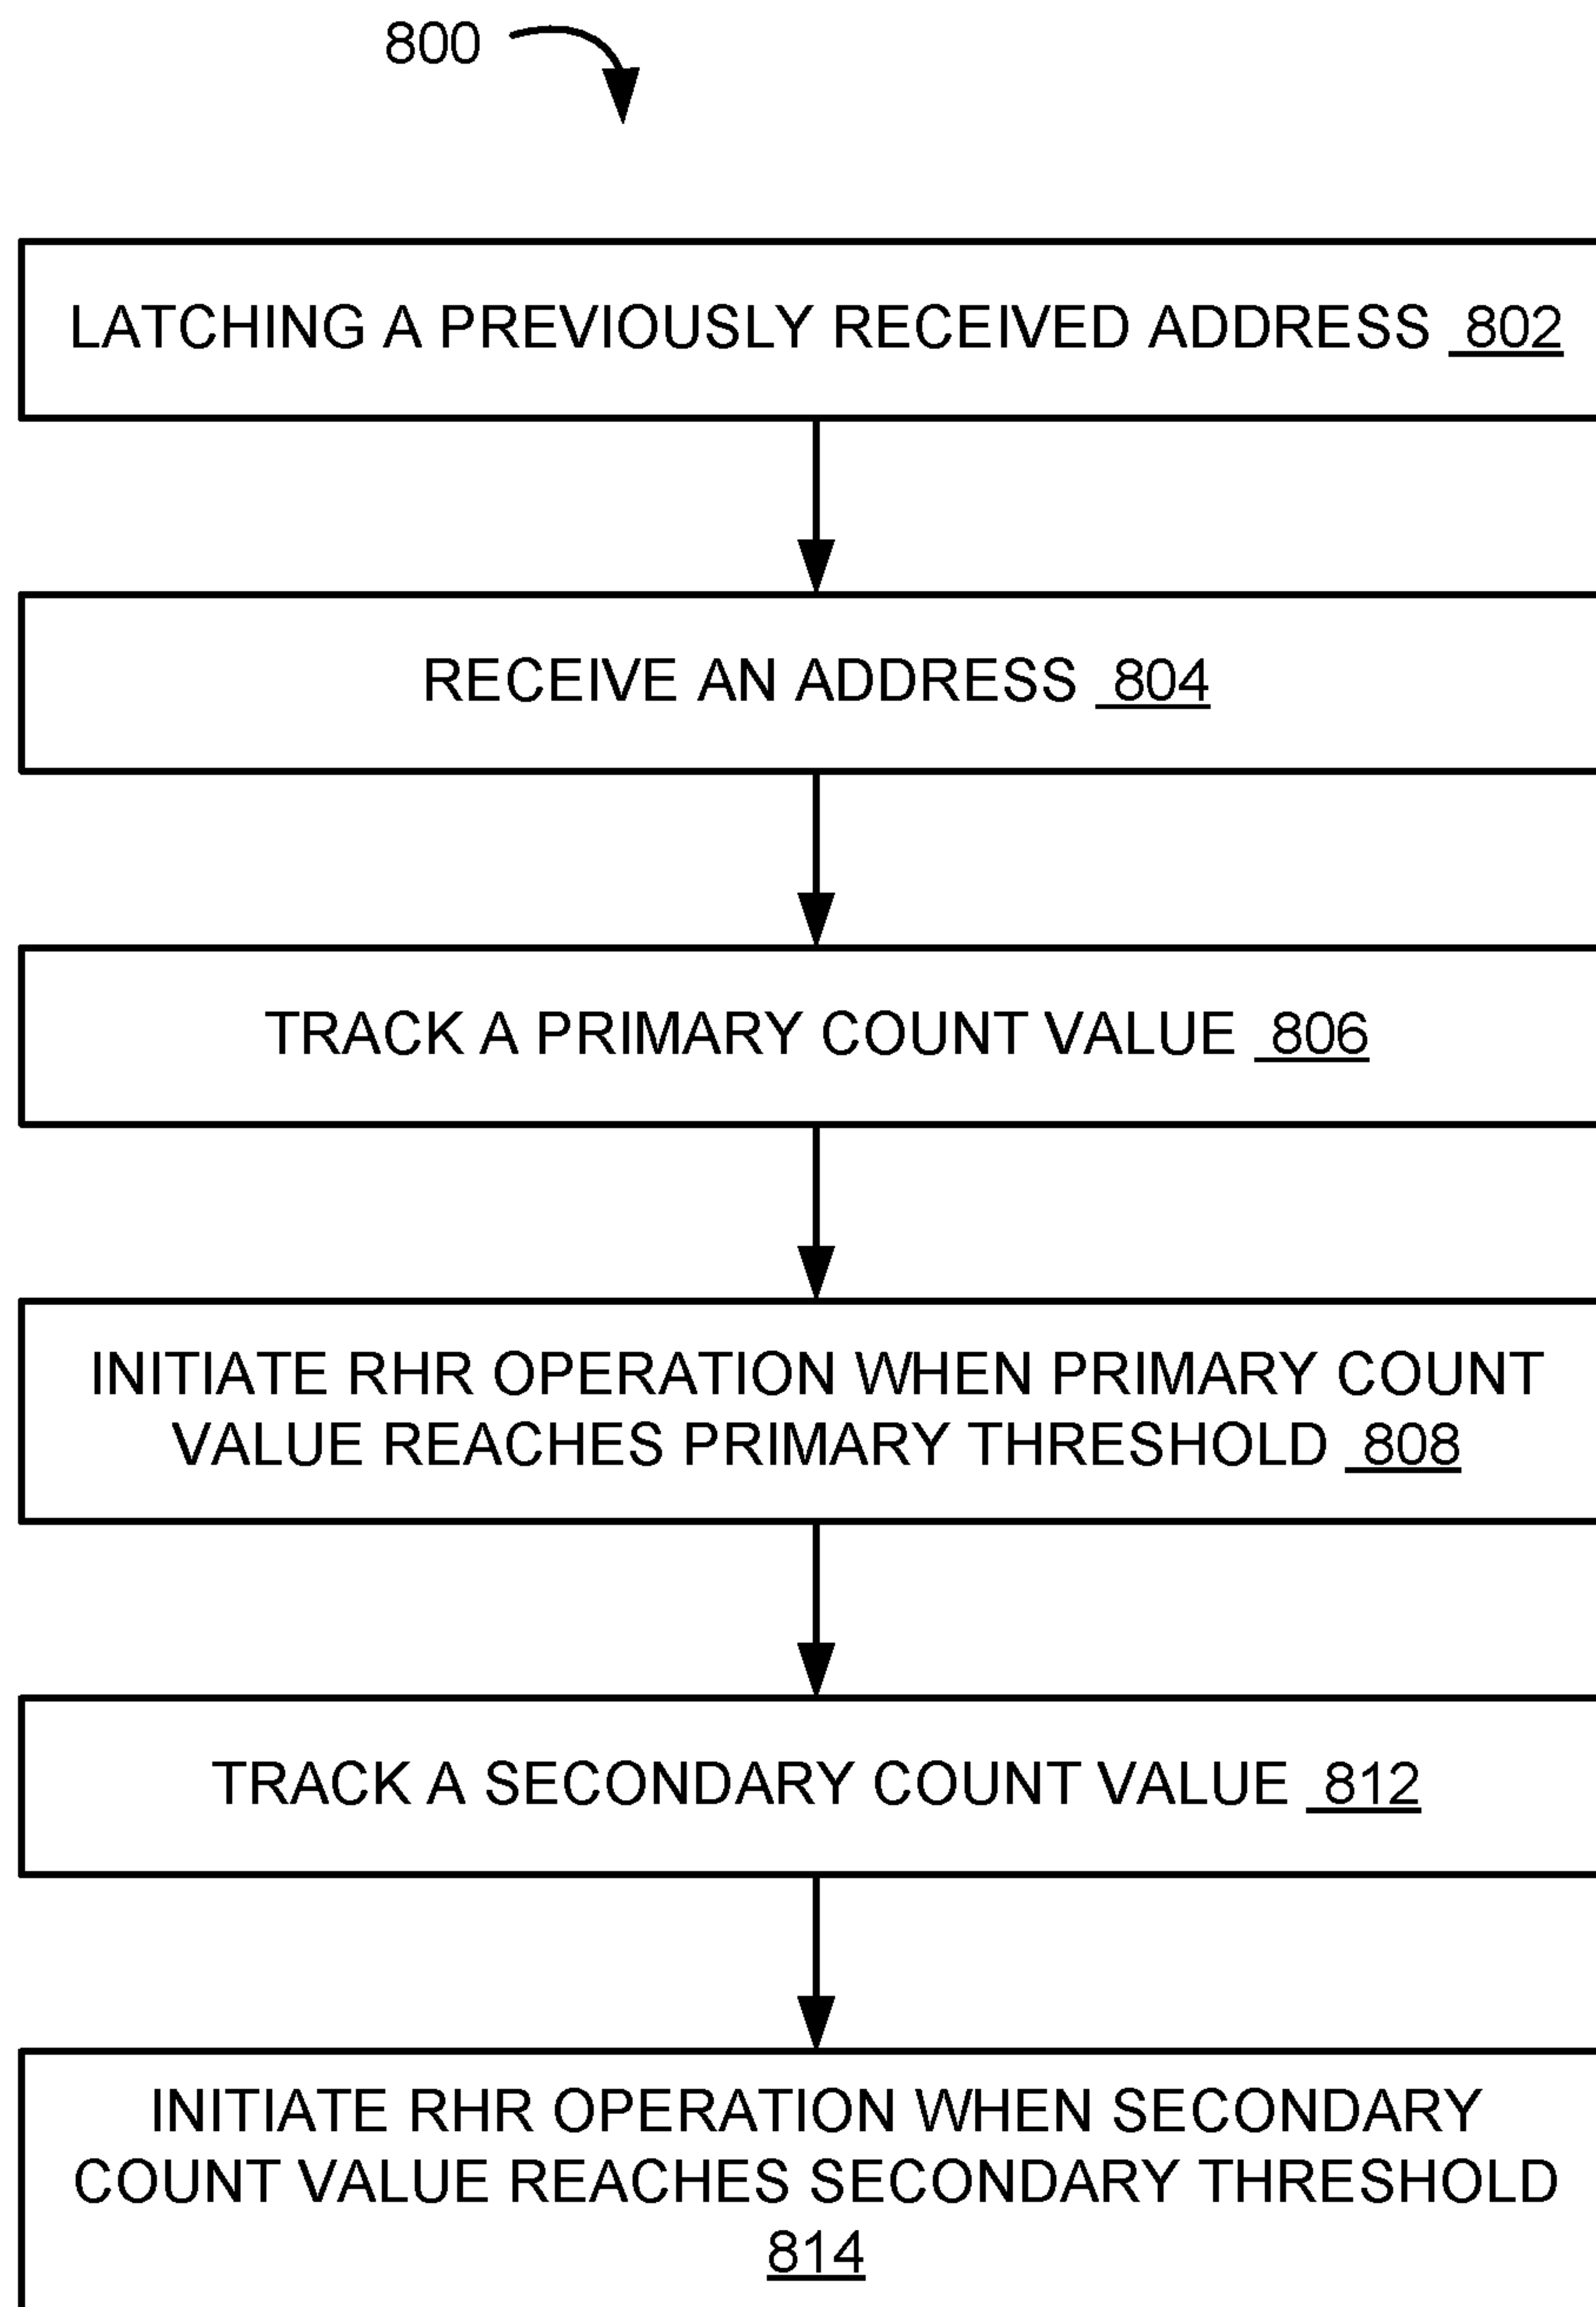 800
LATCHING A PREVIOUSLY RECEIVED ADDRESS 802
RECEIVE AN ADDRESS 804
TRACK A PRIMARY COUNT VALUE 806
INITIATE RHR OPERATION WHEN PRIMARY COUNT
VALUE REACHES PRIMARY THRESHOLD 808
TRACK A SECONDARY COUNT VALUE 812
INITIATE RHR OPERATION WHEN SECONDARY
COUNT VALUE REACHES SECONDARY THRESHOLD
814